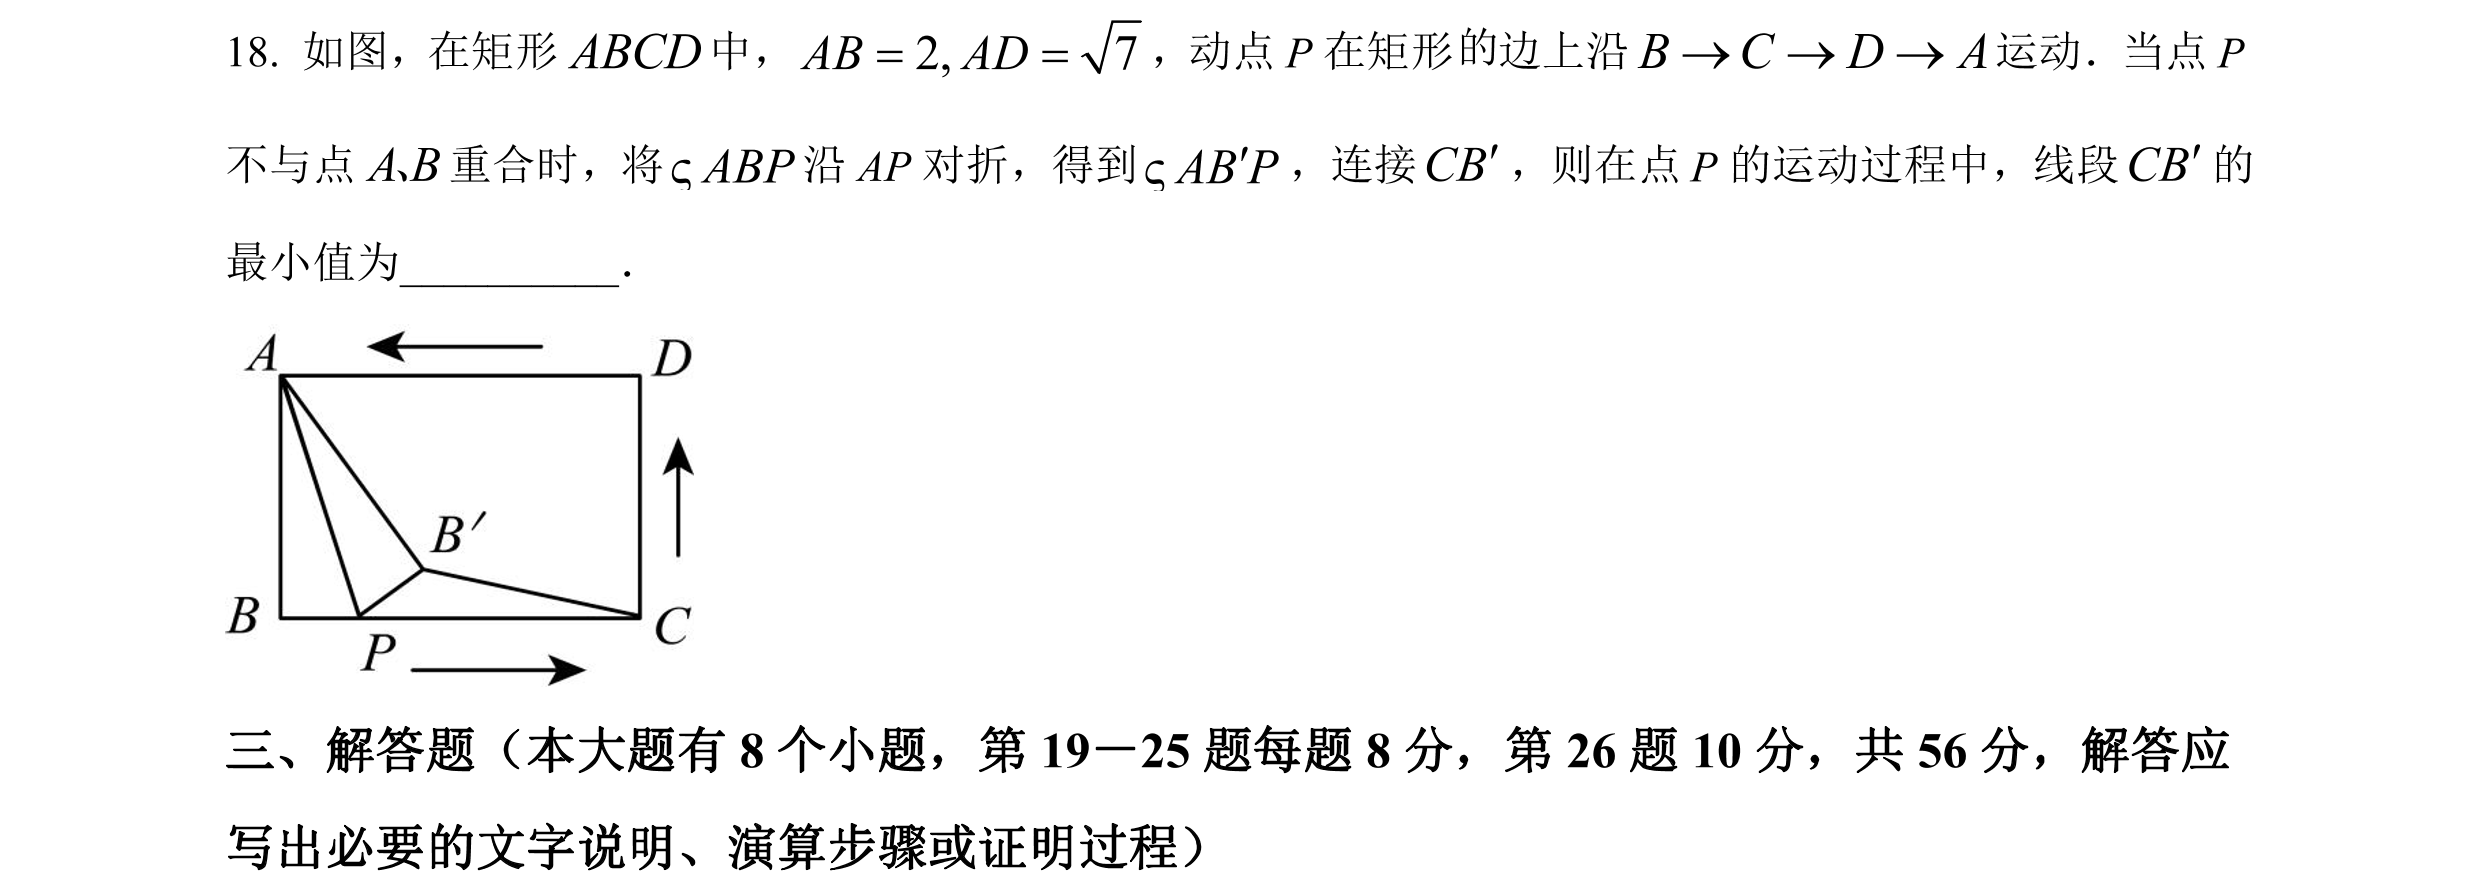 18. 如图，在矩形 ABCD 中， AB = 2, AD = √7 ，动点 P 在矩形的边上沿 B → C → D → A 运动．当点 P
不与点 A、B 重合时，将 ς ABP 沿 AP 对折，得到 ς AB′P ，连接 CB′ ，则在点 P 的运动过程中，线段 CB′ 的
最小值为__________．
A
D
B′
B
C
P
三、解答题（本大题有 8 个小题，第 19－25 题每题 8 分，第 26 题 10 分，共 56 分，解答应
写出必要的文字说明、演算步骤或证明过程）